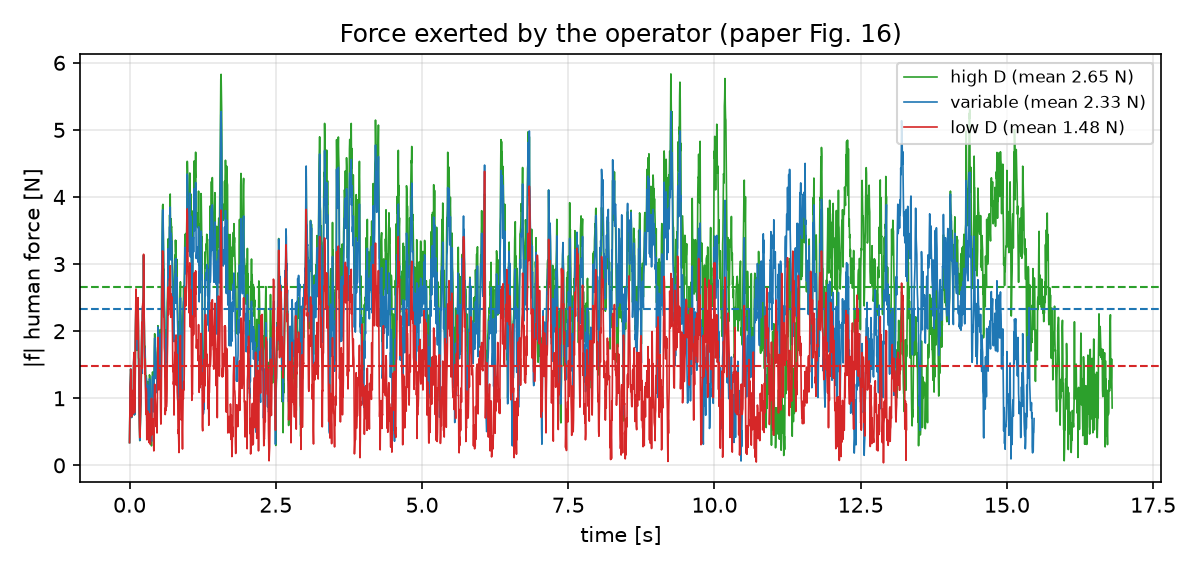 Force exerted by the operator (paper Fig. 16)
high D (mean 2.65 N)
variable (mean 2.33 N)
low D (mean 1.48 N)
|f| human force [N]
6
5
4
3
2
1
0
0.0 2.5 5.0 7.5 10.0 12.5 15.0 17.5
time [s]